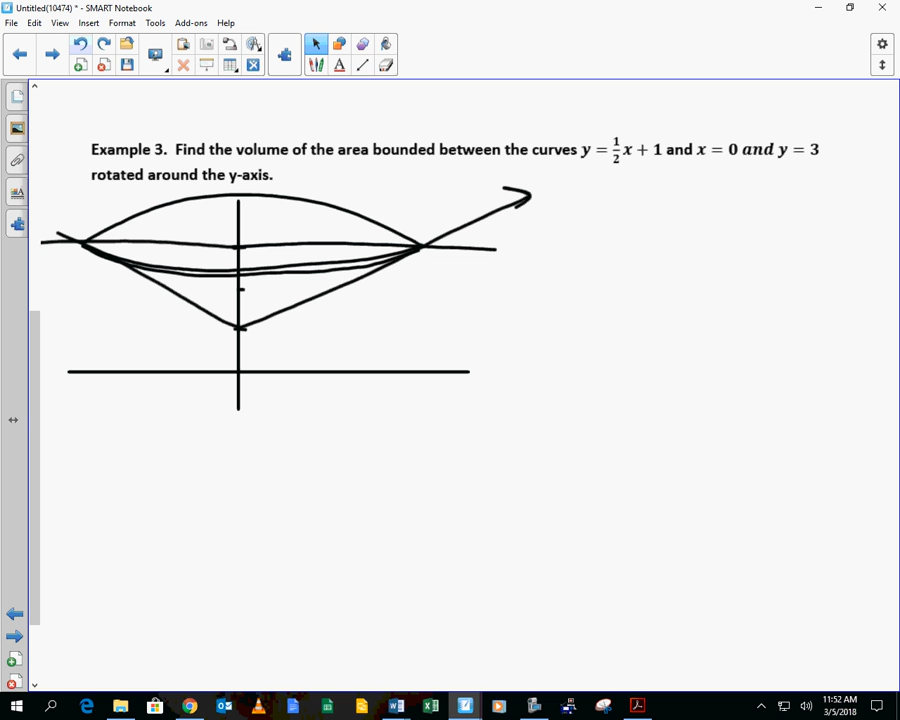 Untitled(10474) * - SMART Notebook
File Edit View Insert Format Tools Add-ons Help
Example 3. Find the volume of the area bounded between the curves y = 1/2 x + 1 and x = 0 and y = 3
rotated around the y-axis.
11:52 AM
3/5/2018